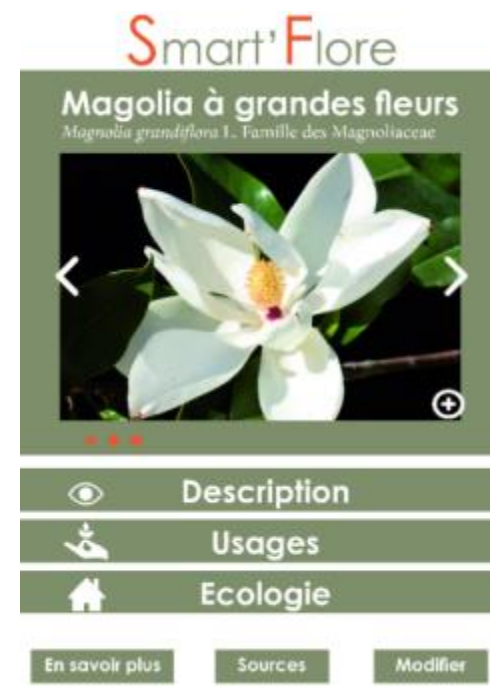 Smart'Flore
Magolia à grandes fleurs
Magnolia grandiflora L. Famille des Magnoliaceae
Description
Usages
Ecologie
En savoir plus
Sources
Modifier